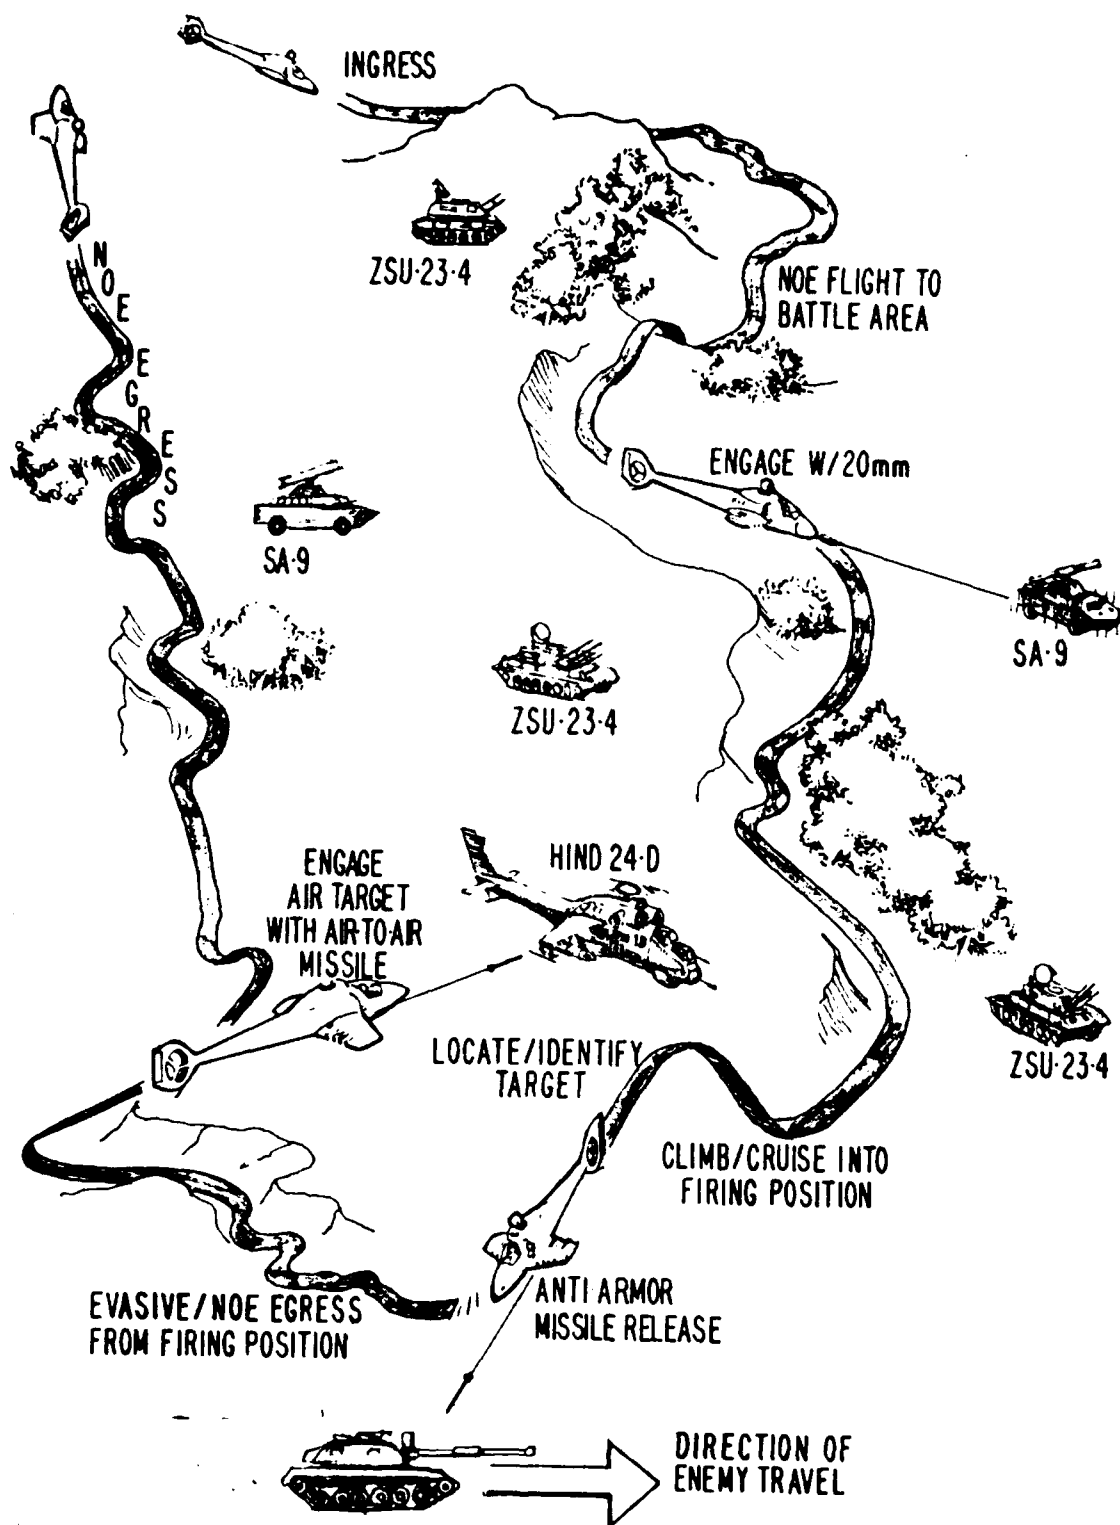 INGRESS
ZSU-23-4
NOE EGRESS
NOE FLIGHT TO
BATTLE AREA
ENGAGE W/20mm
SA-9
SA-9
ZSU-23-4
HIND 24-D
ENGAGE
AIR TARGET
WITH AIR-TO-AIR
MISSILE
ZSU-23-4
LOCATE/IDENTIFY
TARGET
CLIMB/CRUISE INTO
FIRING POSITION
ANTI ARMOR
MISSILE RELEASE
EVASIVE/NOE EGRESS
FROM FIRING POSITION
DIRECTION OF
ENEMY TRAVEL